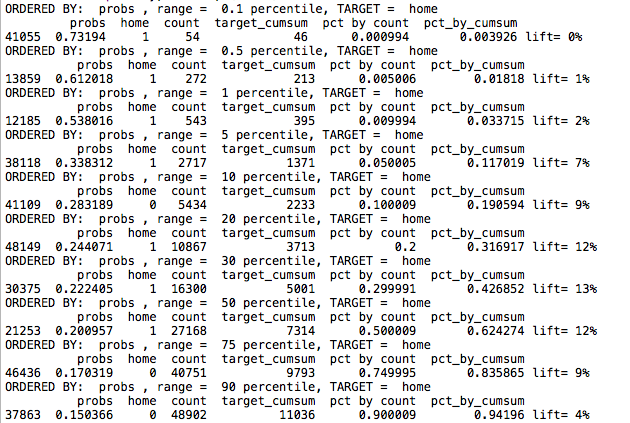 ORDERED BY:  probs , range =  0.1 percentile, TARGET =  home
probs  home  count  target_cumsum  pct by count  pct_by_cumsum
41055  0.73194  1  54  46  0.000994  0.003926 lift= 0%
ORDERED BY:  probs , range =  0.5 percentile, TARGET =  home
probs  home  count  target_cumsum  pct by count  pct_by_cumsum
13859  0.612018  1  272  213  0.005006  0.01818 lift= 1%
ORDERED BY:  probs , range =  1 percentile, TARGET =  home
probs  home  count  target_cumsum  pct by count  pct_by_cumsum
12185  0.538016  1  543  395  0.009994  0.033715 lift= 2%
ORDERED BY:  probs , range =  5 percentile, TARGET =  home
probs  home  count  target_cumsum  pct by count  pct_by_cumsum
38118  0.338312  1  2717  1371  0.050005  0.117019 lift= 7%
ORDERED BY:  probs , range =  10 percentile, TARGET =  home
probs  home  count  target_cumsum  pct by count  pct_by_cumsum
41109  0.283189  0  5434  2233  0.100009  0.190594 lift= 9%
ORDERED BY:  probs , range =  20 percentile, TARGET =  home
probs  home  count  target_cumsum  pct by count  pct_by_cumsum
48149  0.244071  1  10867  3713  0.2  0.316917 lift= 12%
ORDERED BY:  probs , range =  30 percentile, TARGET =  home
probs  home  count  target_cumsum  pct by count  pct_by_cumsum
30375  0.222405  1  16300  5001  0.299991  0.426852 lift= 13%
ORDERED BY:  probs , range =  50 percentile, TARGET =  home
probs  home  count  target_cumsum  pct by count  pct_by_cumsum
21253  0.200957  1  27168  7314  0.500009  0.624274 lift= 12%
ORDERED BY:  probs , range =  75 percentile, TARGET =  home
probs  home  count  target_cumsum  pct by count  pct_by_cumsum
46436  0.170319  0  40751  9793  0.749995  0.835865 lift= 9%
ORDERED BY:  probs , range =  90 percentile, TARGET =  home
probs  home  count  target_cumsum  pct by count  pct_by_cumsum
37863  0.150366  0  48902  11036  0.900009  0.94196 lift= 4%